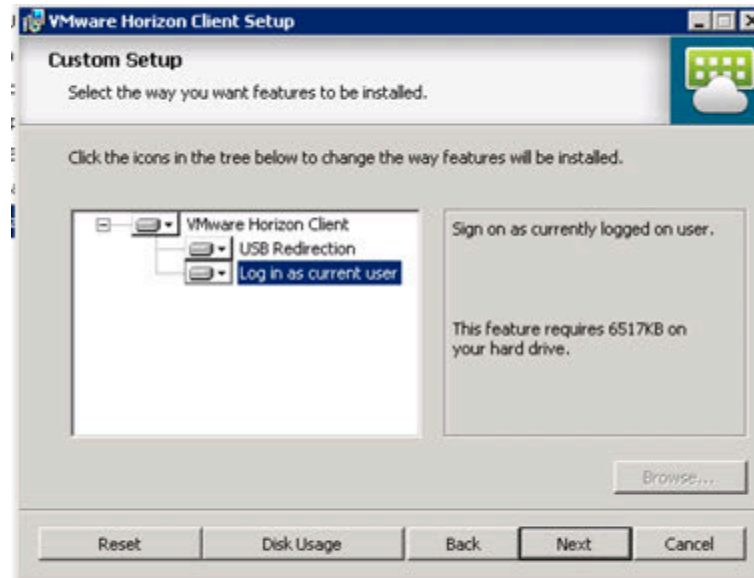 VMware Horizon Client Setup
Custom Setup
Select the way you want features to be installed.
Click the icons in the tree below to change the way features will be installed.
VMware Horizon Client
USB Redirection
Log in as current user
Sign on as currently logged on user.
This feature requires 6517KB on
your hard drive.
Browse...
Reset
Disk Usage
Back
Next
Cancel